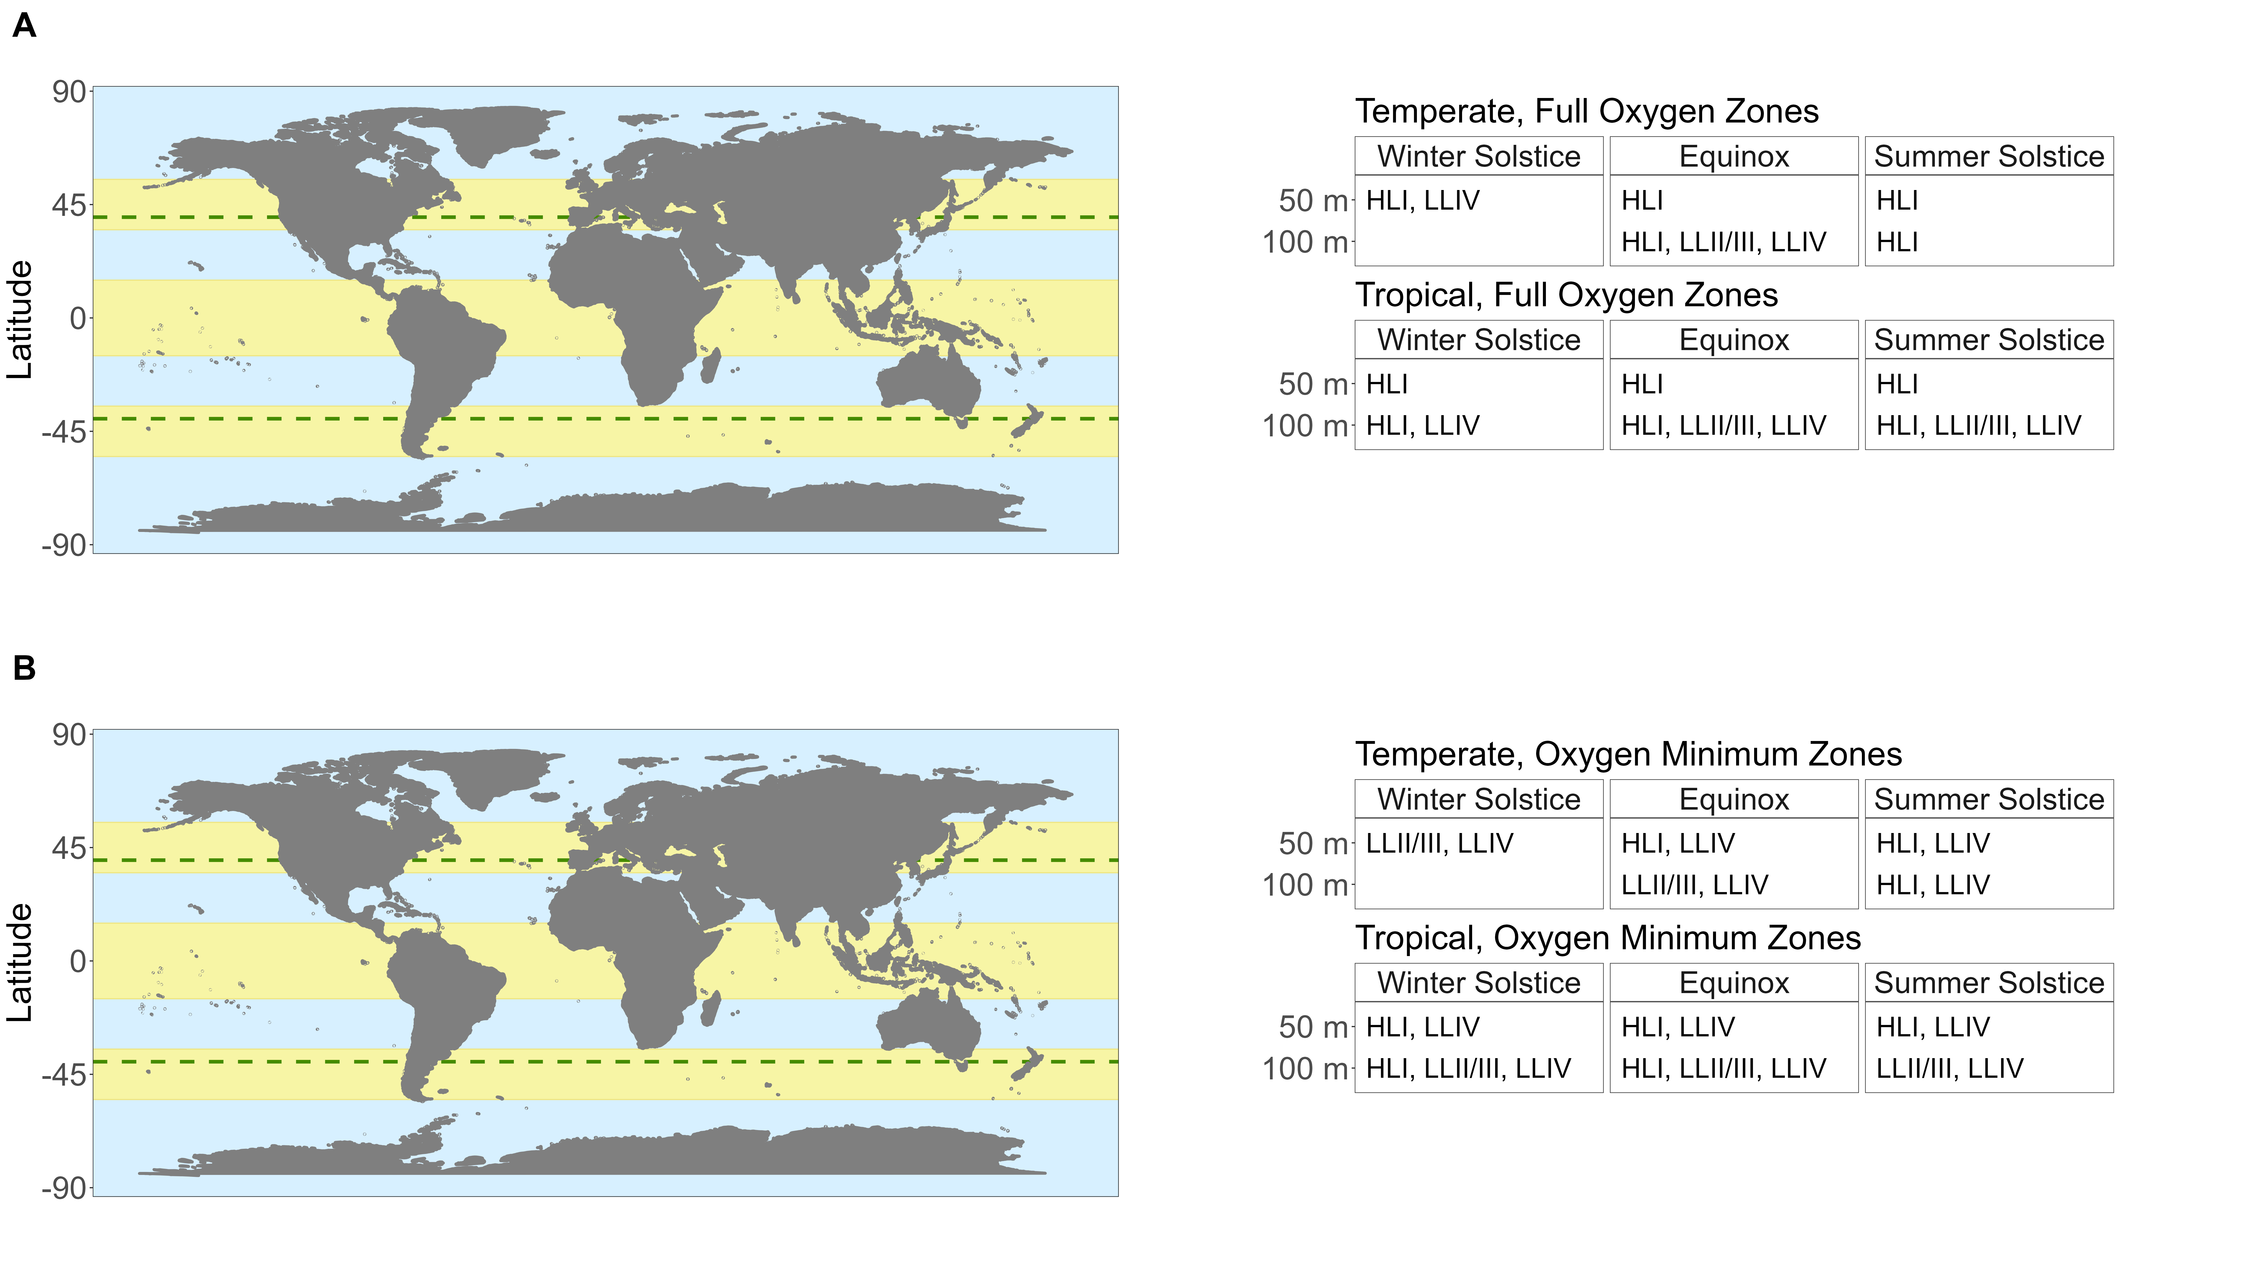 A
Latitude
90
45
0
-45
-90
Temperate, Full Oxygen Zones
Winter Solstice Equinox Summer Solstice
50 m HLI, LLIV HLI HLI
100 m HLI, LLII/III, LLIV HLI
Tropical, Full Oxygen Zones
Winter Solstice Equinox Summer Solstice
50 m HLI HLI HLI
100 m HLI, LLIV HLI, LLII/III, LLIV HLI, LLII/III, LLIV
B
Latitude
90
45
0
-45
-90
Temperate, Oxygen Minimum Zones
Winter Solstice Equinox Summer Solstice
50 m LLII/III, LLIV HLI, LLIV HLI, LLIV
100 m LLII/III, LLIV HLI, LLIV
Tropical, Oxygen Minimum Zones
Winter Solstice Equinox Summer Solstice
50 m HLI, LLIV HLI, LLIV HLI, LLIV
100 m HLI, LLII/III, LLIV HLI, LLII/III, LLIV LLII/III, LLIV